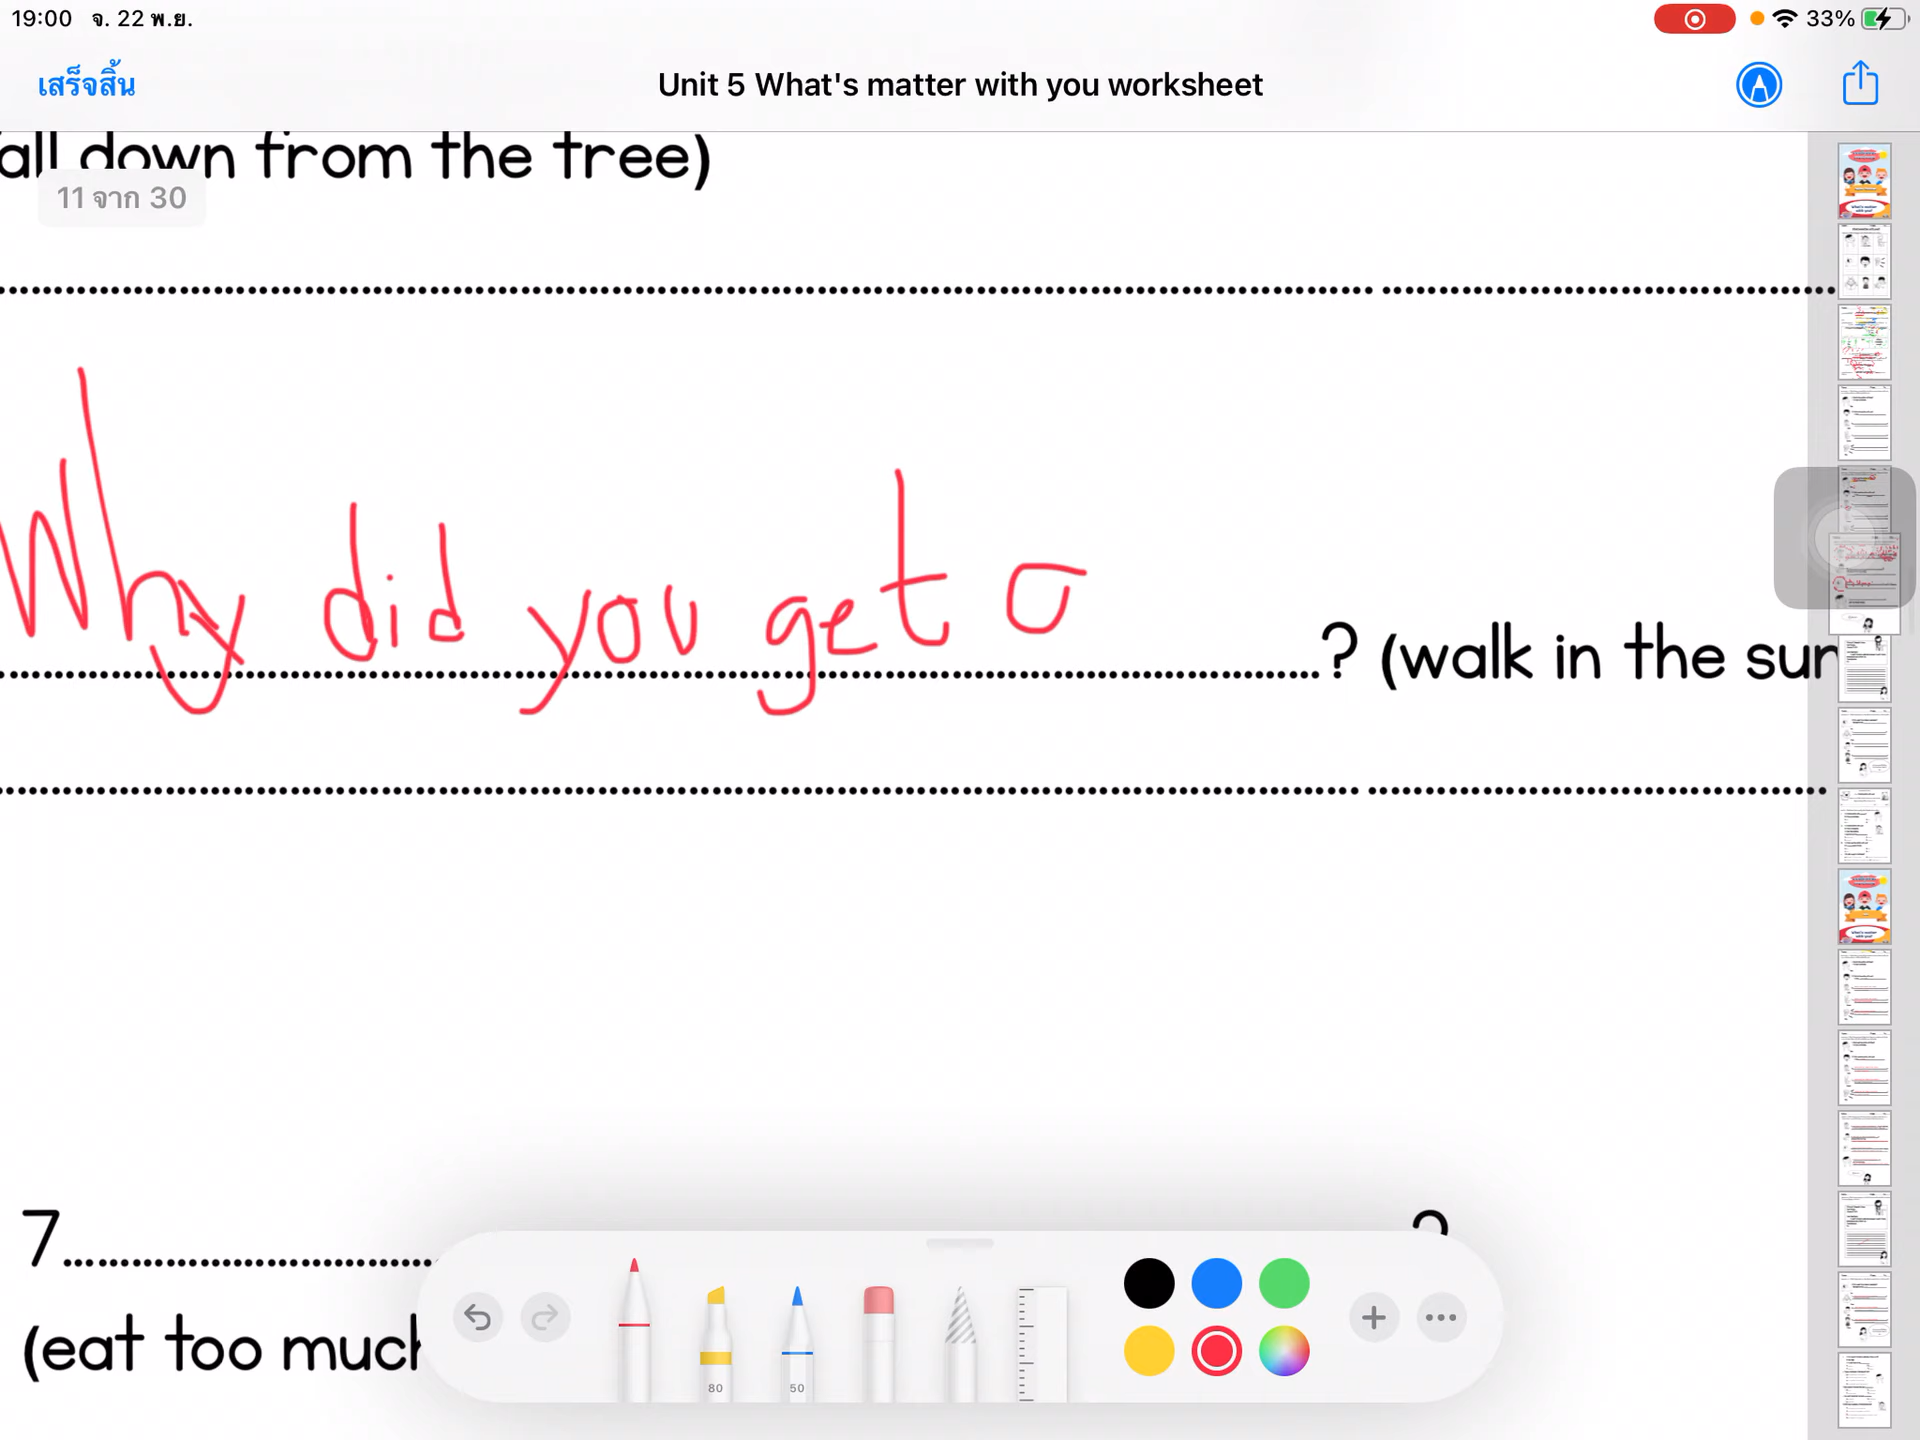 19:00 จ. 22 พ.ย. 33%
เสร็จสิ้น Unit 5 What's matter with you worksheet
all down from the tree)
11 จาก 30
Why did you get a
? (walk in the sun
7
?
(eat too much
80 50